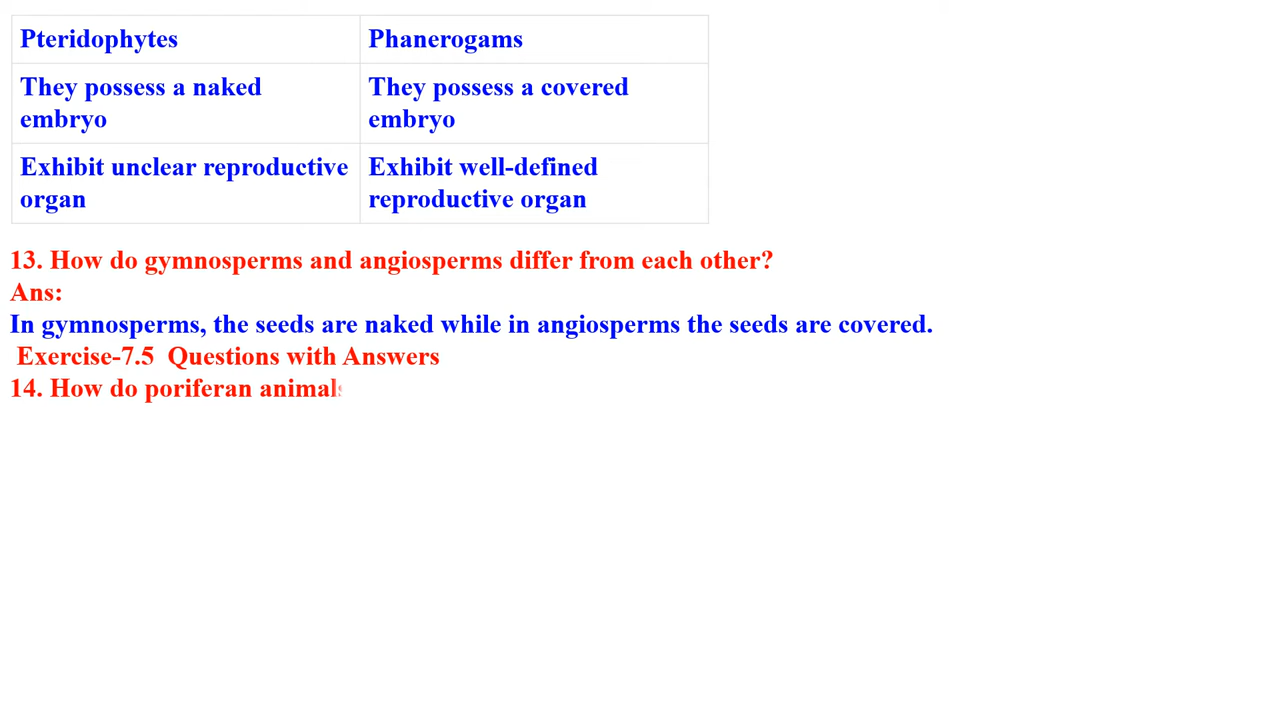 Pteridophytes
Phanerogams
They possess a naked
embryo
They possess a covered
embryo
Exhibit unclear reproductive
organ
Exhibit well-defined
reproductive organ
13. How do gymnosperms and angiosperms differ from each other?
Ans:
In gymnosperms, the seeds are naked while in angiosperms the seeds are covered.
Exercise-7.5 Questions with Answers
14. How do poriferan animals